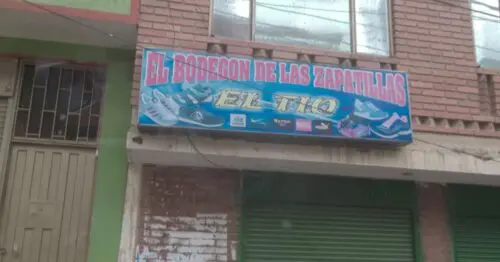 EL BODEGON DE LAS ZAPATILLAS
EL TIO